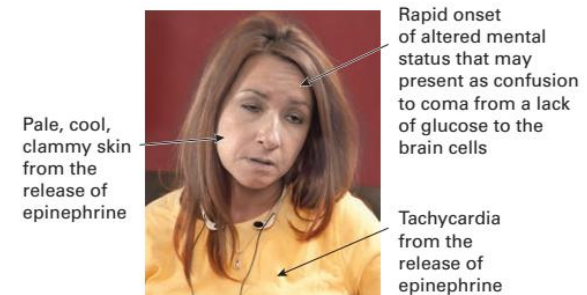 Rapid onset
of altered mental
status that may
present as confusion
to coma from a lack
of glucose to the
brain cells
Pale, cool,
clammy skin
from the
release of
epinephrine
Tachycardia
from the
release of
epinephrine